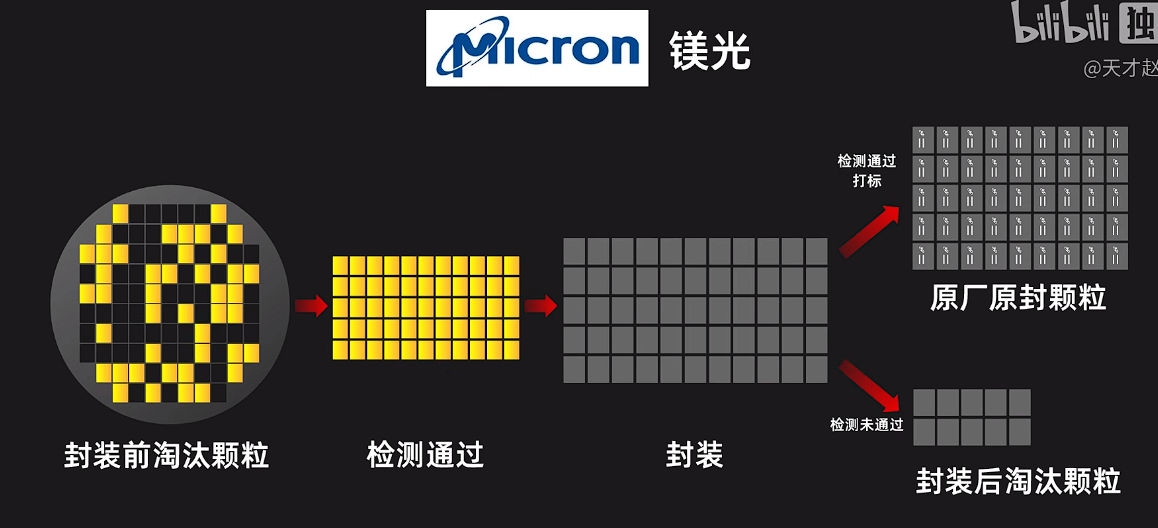 Micron 镁光
bilibili 独
@天才赵
检测通过
打标
原厂原封颗粒
检测未通过
封装前淘汰颗粒
检测通过
封装
封装后淘汰颗粒